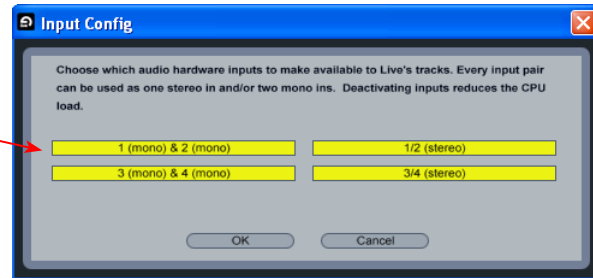 Input Config
Choose which audio hardware inputs to make available to Live's tracks. Every input pair
can be used as one stereo in and/or two mono ins. Deactivating inputs reduces the CPU
load.
1 (mono) & 2 (mono)
1/2 (stereo)
3 (mono) & 4 (mono)
3/4 (stereo)
OK
Cancel